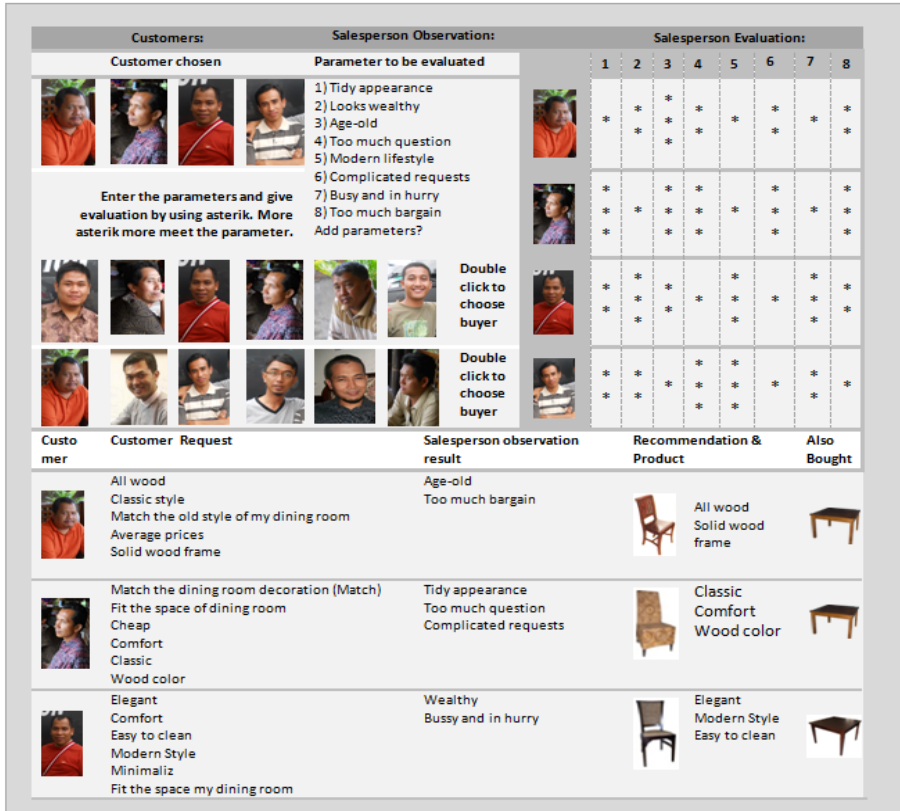 Customers:
Salesperson Observation:
Salesperson Evaluation:
Customer chosen
Parameter to be evaluated
1 2 3 4 5 6 7 8
1) Tidy appearance
2) Looks wealthy
3) Age-old
4) Too much question
5) Modern lifestyle
6) Complicated requests
7) Busy and in hurry
8) Too much bargain
Add parameters?
* ** *** ** * ** * **
Enter the parameters and give
evaluation by using asterik. More
asterik more meet the parameter.
*** * *** *** * *** * ***
Double
click to
choose
buyer
** *** ** * *** * *** **
Double
click to
choose
buyer
** ** * *** *** * ** *
Custo
mer
Customer Request
Salesperson observation
result
Recommendation &
Product
Also
Bought
All wood
Classic style
Match the old style of my dining room
Average prices
Solid wood frame
Age-old
Too much bargain
All wood
Solid wood
frame
Match the dining room decoration (Match)
Fit the space of dining room
Cheap
Comfort
Classic
Wood color
Tidy appearance
Too much question
Complicated requests
Classic
Comfort
Wood color
Elegant
Comfort
Easy to clean
Modern Style
Minimaliz
Fit the space my dining room
Wealthy
Bussy and in hurry
Elegant
Modern Style
Easy to clean